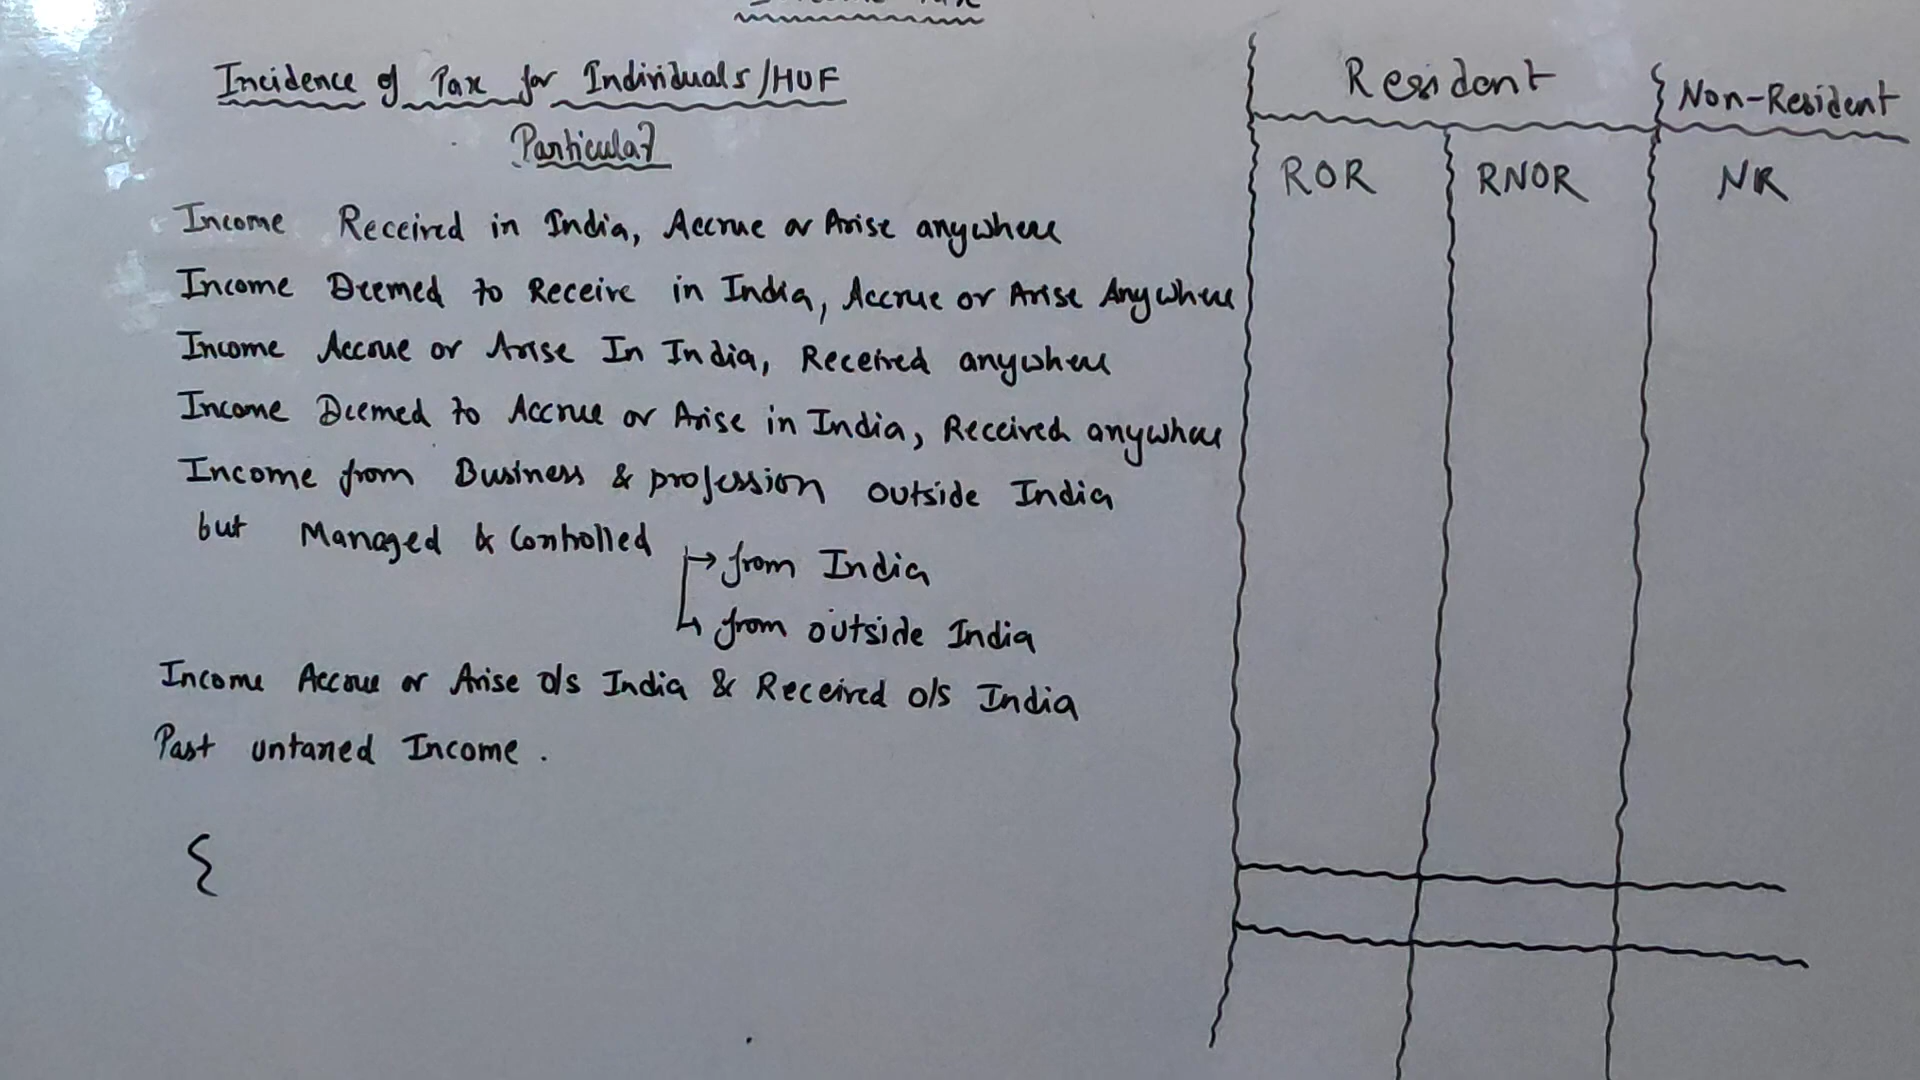 Incidence of Tax for Individuals/HUF
Particular
Resident
Non-Resident
ROR
RNOR
NR
Income Received in India, Accrue or Arise anywhere
Income Deemed to Receive in India, Accrue or Arise Anywhere
Income Accrue or Arise In India, Received anywhere
Income Deemed to Accrue or Arise in India, Received anywhere
Income from Business & profession outside India
but Managed & Controlled
→ from India
↳ from outside India
Income Accrue or Arise o/s India & Received o/s India
Past untaxed Income.